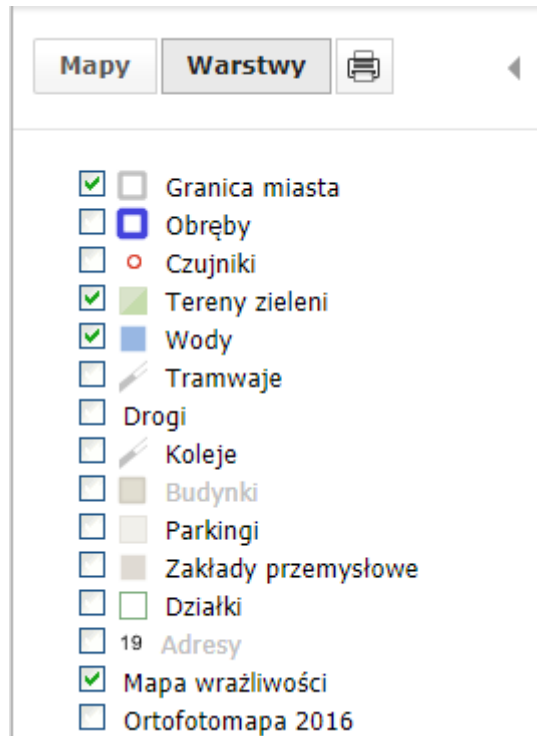 Mapy Warstwy
Granica miasta
Obręby
Czujniki
Tereny zieleni
Wody
Tramwaje
Drogi
Koleje
Budynki
Parkingi
Zakłady przemysłowe
Działki
19 Adresy
Mapa wrażliwości
Ortofotomapa 2016